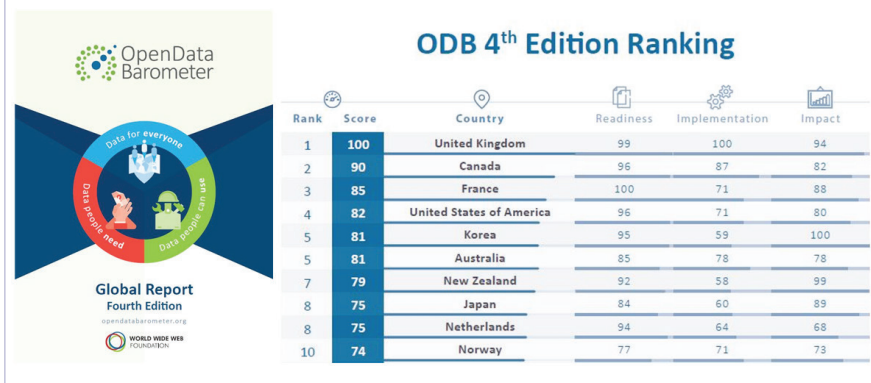 OpenData
Barometer
Data for everyone
Data people need
Data people can use
Global Report
Fourth Edition
opendatabarometer.org
WORLD WIDE WEB
FOUNDATION
ODB 4th Edition Ranking
Rank Score Country Readiness Implementation Impact
1 100 United Kingdom 99 100 94
2 90 Canada 96 87 82
3 85 France 100 71 88
4 82 United States of America 96 71 80
5 81 Korea 95 59 100
5 81 Australia 85 78 78
7 79 New Zealand 92 58 99
8 75 Japan 84 60 89
8 75 Netherlands 94 64 68
10 74 Norway 77 71 73